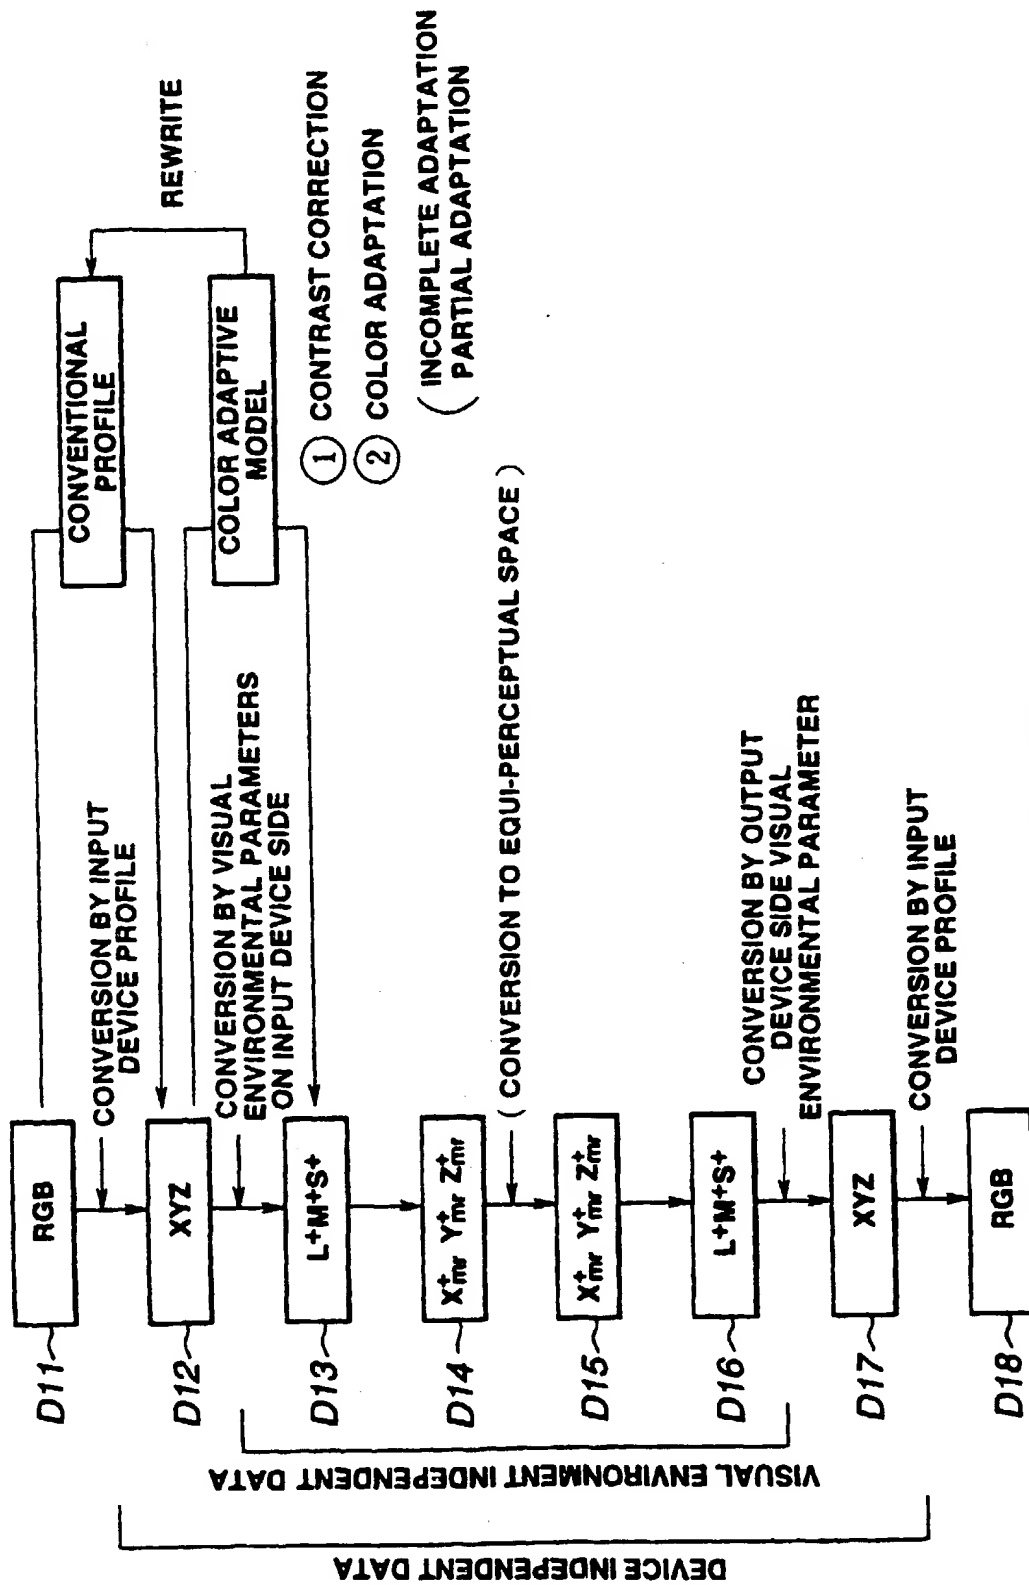 REWRITE
CONVENTIONAL
PROFILE
COLOR ADAPTIVE
MODEL
① CONTRAST CORRECTION
② COLOR ADAPTATION
( INCOMPLETE ADAPTATION
PARTIAL ADAPTATION
CONVERSION BY INPUT
DEVICE PROFILE
CONVERSION BY VISUAL
ENVIRONMENTAL PARAMETERS
ON INPUT DEVICE SIDE
( CONVERSION TO EQUI-PERCEPTUAL SPACE )
CONVERSION BY OUTPUT
DEVICE SIDE VISUAL
ENVIRONMENTAL PARAMETER
CONVERSION BY INPUT
DEVICE PROFILE
RGB
XYZ
L+M+S+
X+mr Y+mr Z+mr
X+mr Y+mr Z+mr
L+M+S+
XYZ
RGB
D11
D12
D13
D14
D15
D16
D17
D18
VISUAL ENVIRONMENT INDEPENDENT DATA
DEVICE INDEPENDENT DATA